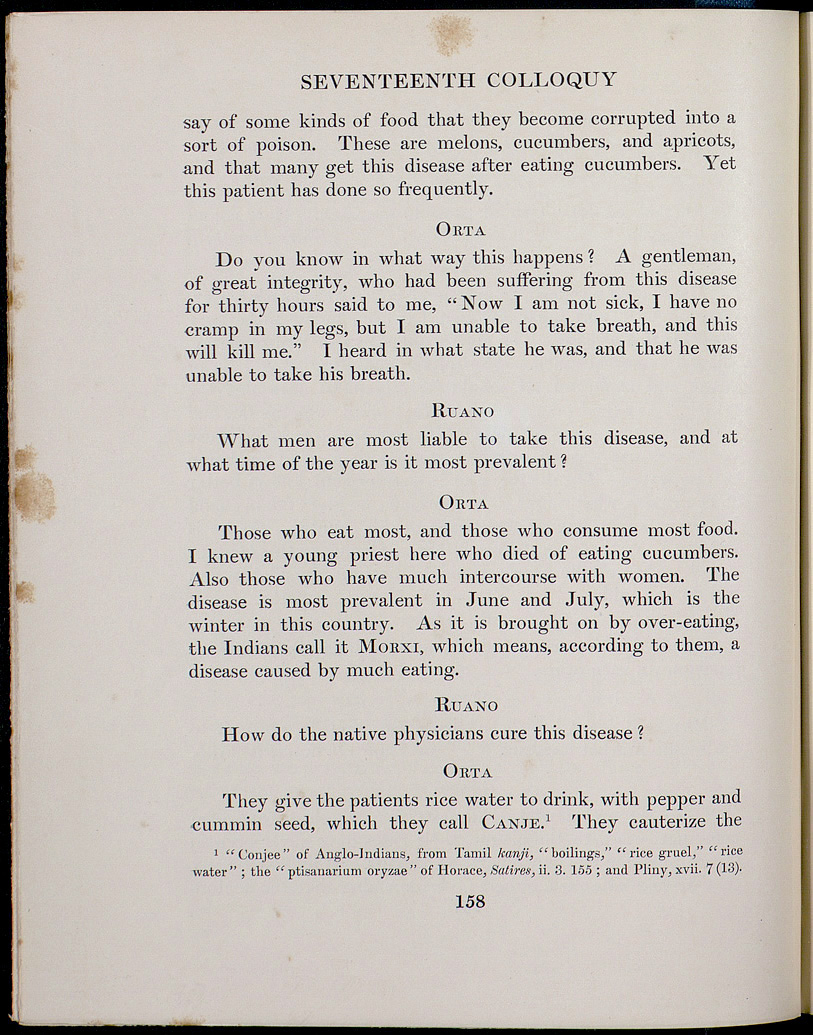 SEVENTEENTH COLLOQUY
say of some kinds of food that they become corrupted into a
sort of poison. These are melons, cucumbers, and apricots,
and that many get this disease after eating cucumbers. Yet
this patient has done so frequently.
ORTA
Do you know in what way this happens? A gentleman,
of great integrity, who had been suffering from this disease
for thirty hours said to me, “Now I am not sick, I have no
cramp in my legs, but I am unable to take breath, and this
will kill me.” I heard in what state he was, and that he was
unable to take his breath.
RUANO
What men are most liable to take this disease, and at
what time of the year is it most prevalent?
ORTA
Those who eat most, and those who consume most food.
I knew a young priest here who died of eating cucumbers.
Also those who have much intercourse with women. The
disease is most prevalent in June and July, which is the
winter in this country. As it is brought on by over-eating,
the Indians call it MORXI, which means, according to them, a
disease caused by much eating.
RUANO
How do the native physicians cure this disease?
ORTA
They give the patients rice water to drink, with pepper and
cummin seed, which they call CANJE.¹ They cauterize the
¹ “Conjee” of Anglo-Indians, from Tamil kanji, “boilings,” “rice gruel,” “rice
water”; the “ptisanarium oryzae” of Horace, Satires, ii. 3. 155; and Pliny, xvii. 7 (13).
158